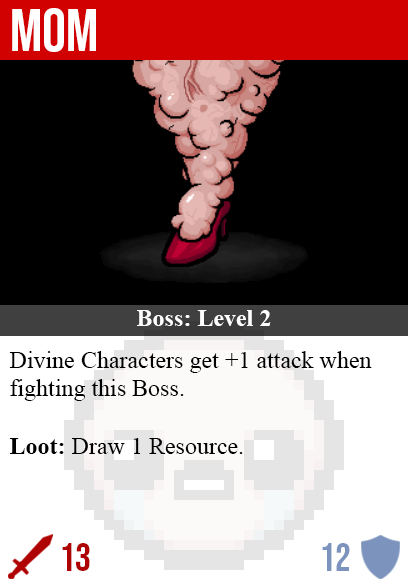 MOM
Boss: Level 2
Divine Characters get +1 attack when
fighting this Boss.
Loot: Draw 1 Resource.
13
12